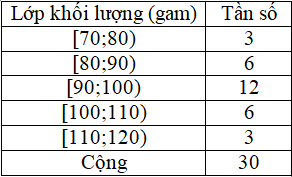 Lớp khối lượng (gam) Tần số
[70;80) 3
[80;90) 6
[90;100) 12
[100;110) 6
[110;120) 3
Cộng 30